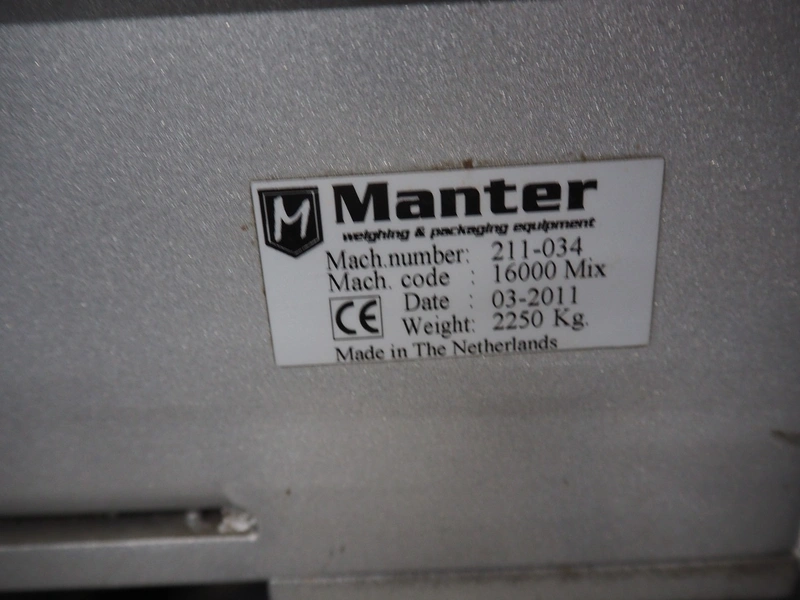 M Manter
weighing & packaging equipment
Mach.number: 211-034
Mach. code : 16000 Mix
CE Date : 03-2011
Weight: 2250 Kg.
Made in The Netherlands